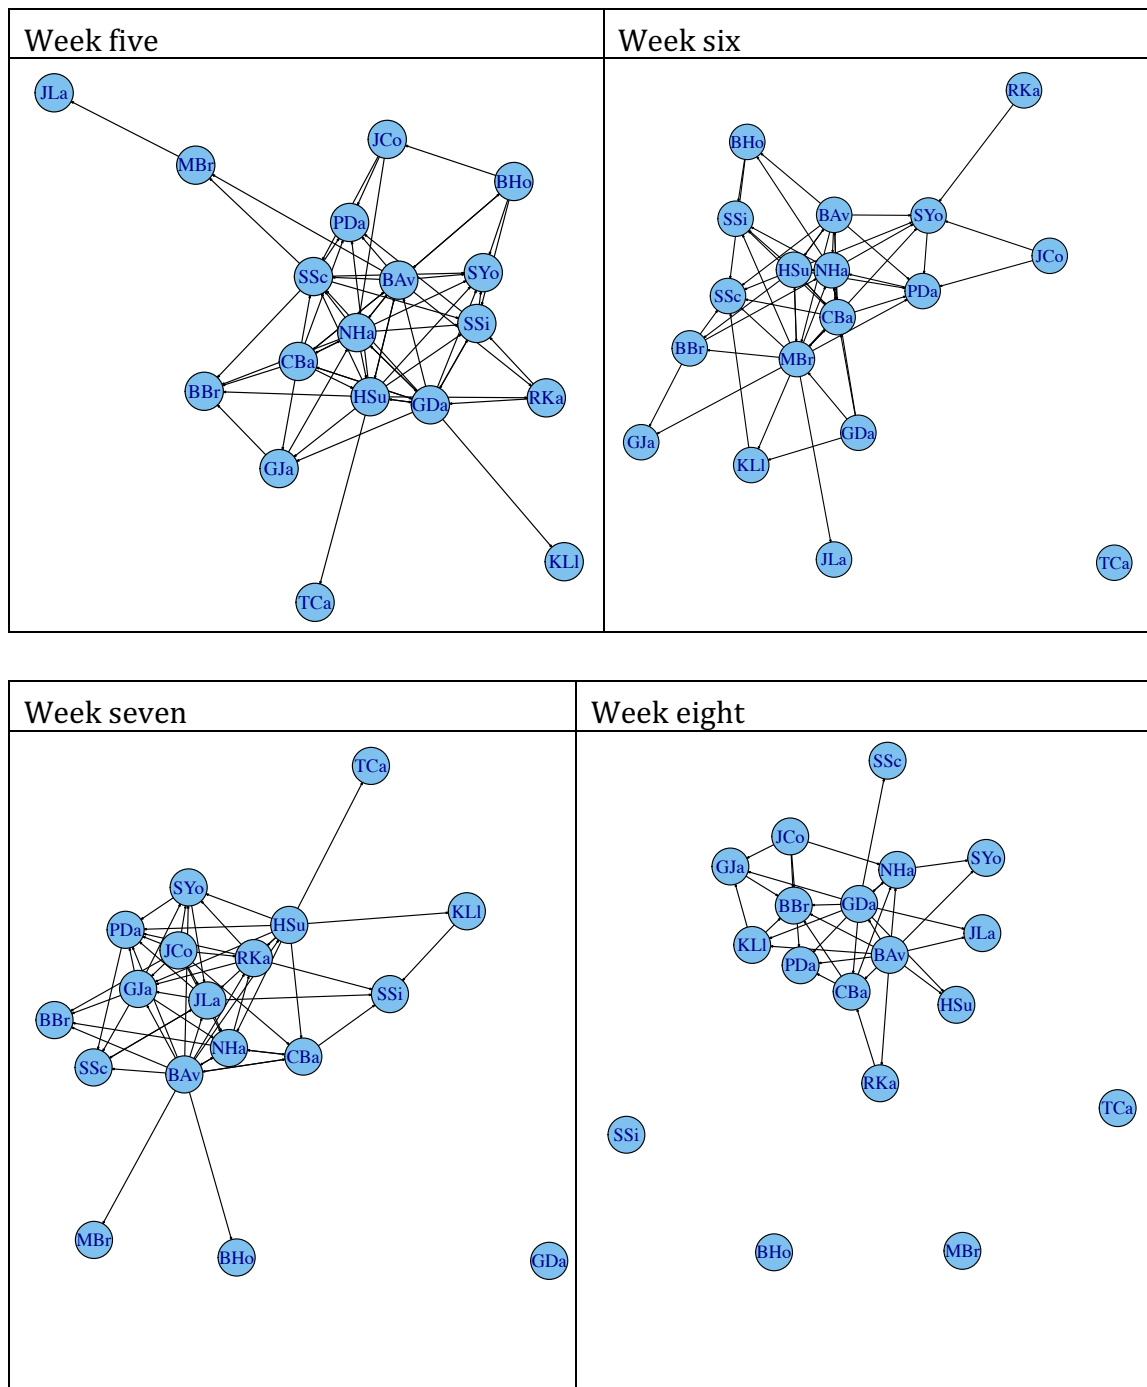 Week five
Week six
JLa
MBr
JCo
BHo
PDa
SSc
BAv
SYo
NHa
SSi
CBa
BBr
HSu
GDa
RKa
GJa
KLl
TCa
RKa
BHo
SSi
BAv
SYo
JCo
HSu
NHa
SSc
PDa
CBa
BBr
MBr
GJa
GDa
KLl
JLa
TCa
Week seven
Week eight
TCa
SYo
KLl
PDa
HSu
JCo
RKa
GJa
JLa
SSi
BBr
NHa
SSc
BAv
CBa
MBr
BHo
GDa
SSc
JCo
GJa
NHa
SYo
BBr
GDa
KLl
JLa
PDa
BAv
CBa
HSu
RKa
TCa
SSi
BHo
MBr